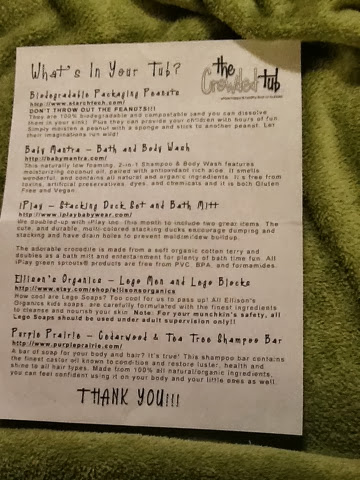 What's In Your Tub?
the
Crowded
tub
Biodegradable Packaging Peanuts
http://www.starchtech.com/
DON'T THROW OUT THE PEANUTS!!!
They are 100% biodegradable and compostable (and you can dissolve
them in your sink). Plus they can provide your children with hours of fun.
Simply moisten a peanut with a sponge and stick to another peanut. Let
their imaginations run wild!
Baby Mantra - Bath and Body Wash
http://babymantra.com/
This naturally low foaming, 2-in-1 Shampoo & Body Wash features
moisturizing coconut oil, paired with antioxidant rich aloe. It smells
wonderful, and contains all natural and organic ingredients. It's free from
toxins, artificial preservatives, dyes, and chemicals and it is both Gluten
Free and Vegan.
iPlay - Stacking Deck Set and Bath Mitt
http://www.iplaybabywear.com/
We doubled-up with iPlay Inc. this month to include two great items. The
cute, and durable, multi-colored stacking ducks encourage dumping and
stacking and have drain holes to prevent moisture/mildew buildup.
The adorable crocodile is made from a soft organic cotton terry and
doubles as a bath mitt and entertainment for plenty of bath time fun. All
iPlay green sprouts® products are free from PVC, BPA, and formamides.
Ellison's Organics - Lego Men and Lego Blocks
http://www.etsy.com/shop/ellisoneorganics
How cool are Lego Soaps? Too cool for us to pass up! All Ellison's
Organics kids soaps, are carefully formulated with the finest ingredients
to cleanse and nourish your skin. Note: For your munchkin's safety, all
Lego Soaps should be used under adult supervision only!!
Purple Prairie - Cedarwood & Tea Tree Shampoo Bar
http://www.purpleprairie.com/
A bar of soap for your body and hair? It's true! This shampoo bar contains
the finest castor oil known to condition and restore luster, health and
shine to all hair types. Made from 100% all natural/organic ingredients,
you can feel confident using it on your body and your little ones as well.
THANK YOU!!!